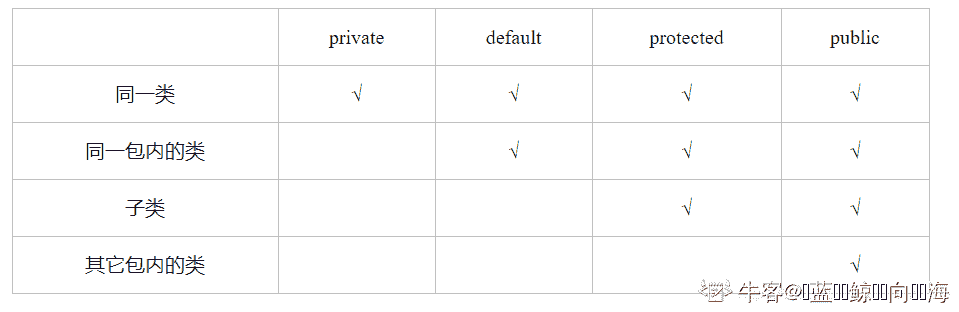 private default protected public
同一类 √ √ √ √
同一包内的类 √ √ √
子类 √ √
其它包内的类 √
牛客@蓝鲸向海